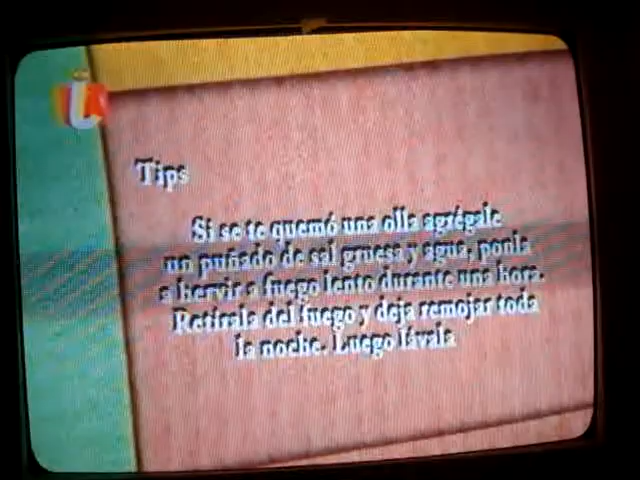 Tips
Si se te quemó una olla agrégale
un puñado de sal gruesa y agua, ponla
a hervir a fuego lento durante una hora.
Retírala del fuego y deja remojar toda
la noche. Luego lávala